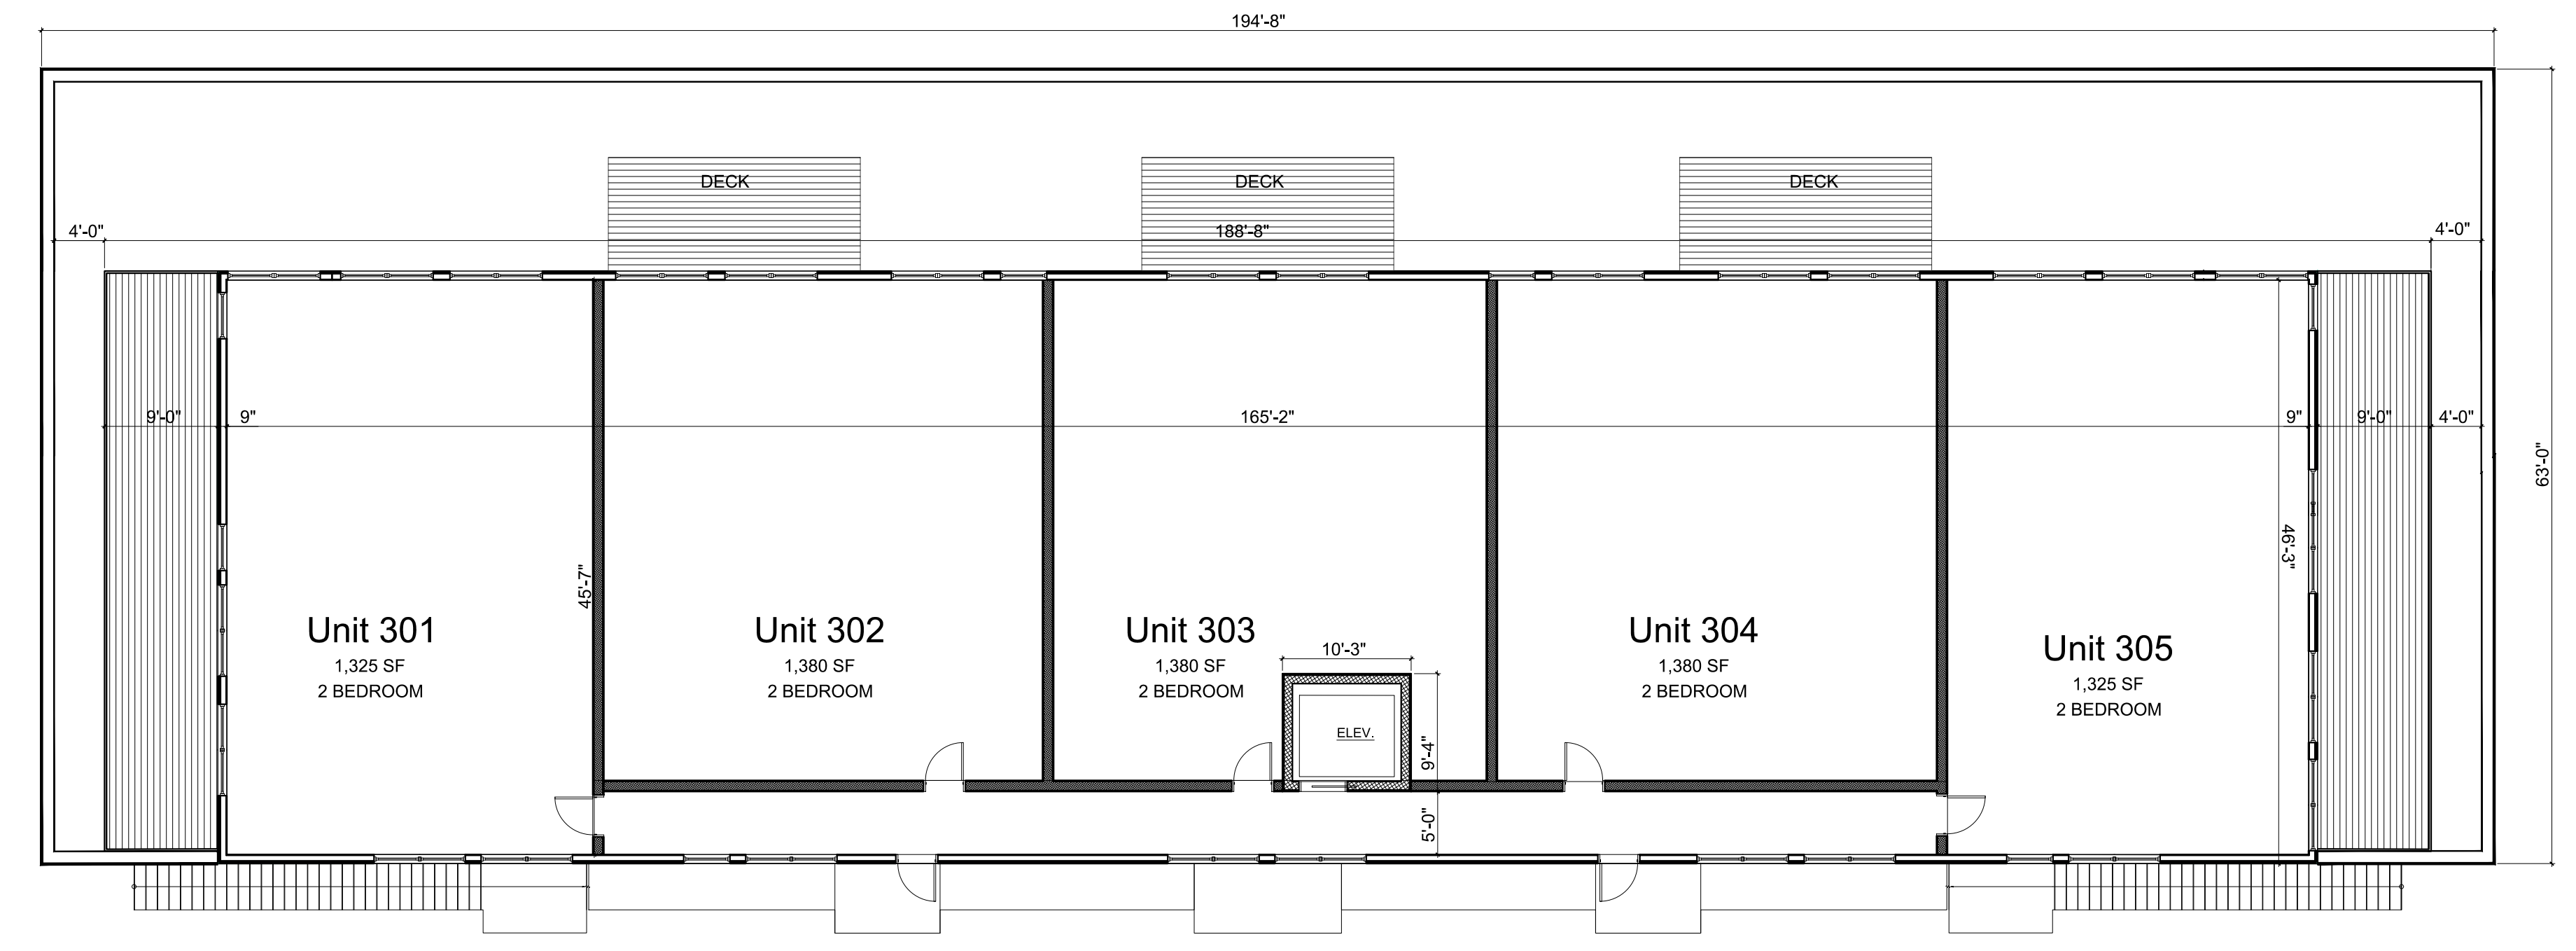 194'-8"
DECK
DECK
DECK
4'-0"
188'-8"
4'-0"
9'-0"
9"
165'-2"
9"
9'-0"
4'-0"
63'-0"
46'-3"
45'-7"
Unit 301
1,325 SF
2 BEDROOM
Unit 302
1,380 SF
2 BEDROOM
Unit 303
1,380 SF
2 BEDROOM
10'-3"
ELEV.
9'-4"
5'-0"
Unit 304
1,380 SF
2 BEDROOM
Unit 305
1,325 SF
2 BEDROOM